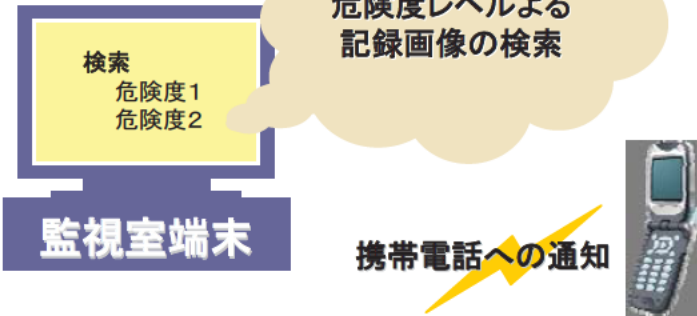 危険度レベルよる
記録画像の検索
検索
危険度1
危険度2
監視室端末
携帯電話への通知